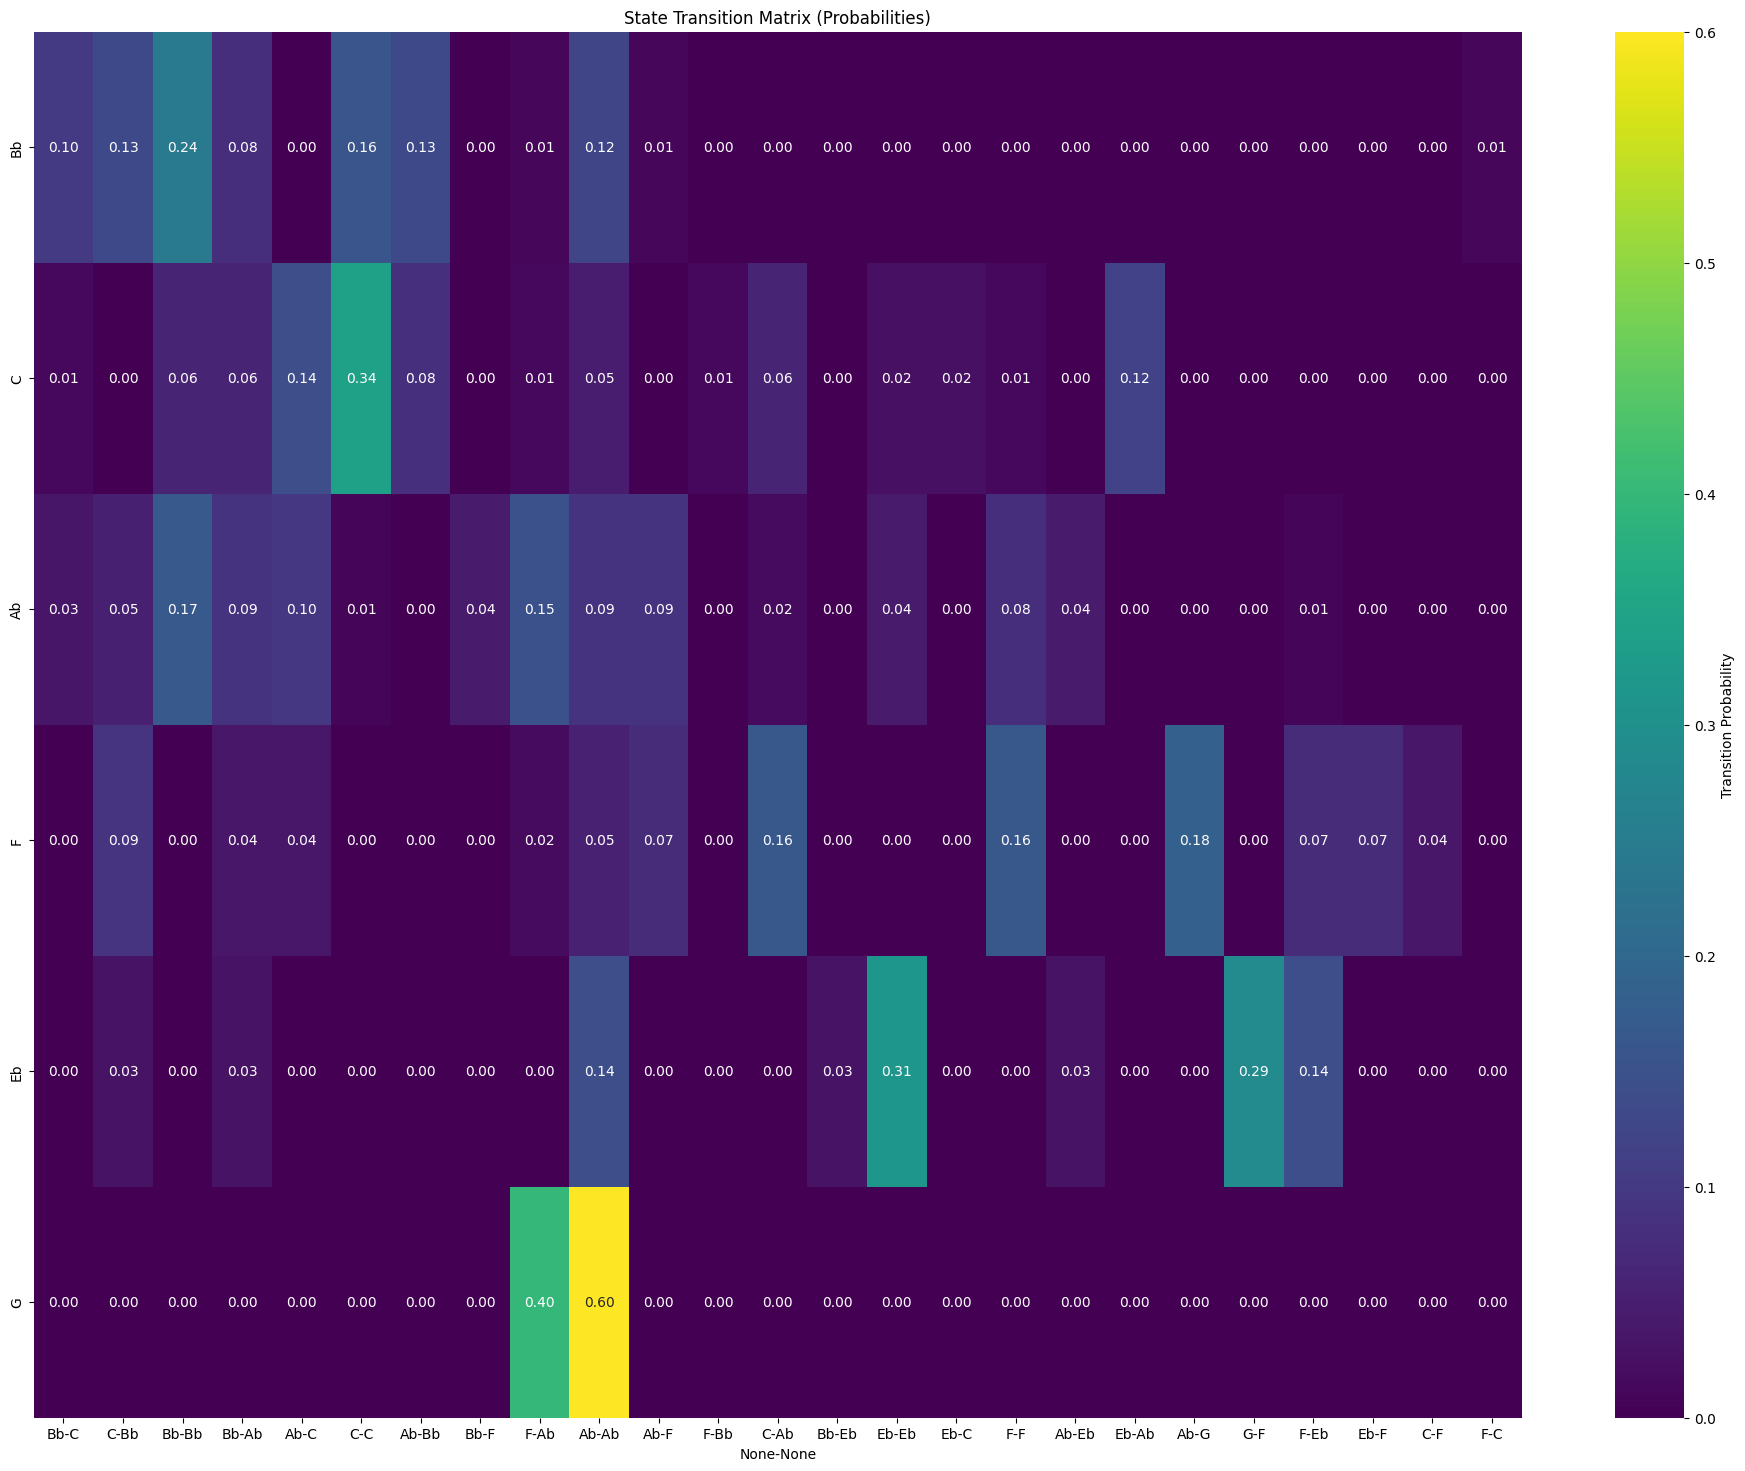 State Transition Matrix (Probabilities)
Bb 0.10 0.13 0.24 0.08 0.00 0.16 0.13 0.00 0.01 0.12 0.01 0.00 0.00 0.00 0.00 0.00 0.00 0.00 0.00 0.00 0.00 0.00 0.00 0.00 0.01
C 0.01 0.00 0.06 0.06 0.14 0.34 0.08 0.00 0.01 0.05 0.00 0.01 0.06 0.00 0.02 0.02 0.01 0.00 0.12 0.00 0.00 0.00 0.00 0.00 0.00
Ab 0.03 0.05 0.17 0.09 0.10 0.01 0.00 0.04 0.15 0.09 0.09 0.00 0.02 0.00 0.04 0.00 0.08 0.04 0.00 0.00 0.00 0.01 0.00 0.00 0.00
F 0.00 0.09 0.00 0.04 0.04 0.00 0.00 0.00 0.02 0.05 0.07 0.00 0.16 0.00 0.00 0.00 0.16 0.00 0.00 0.18 0.00 0.07 0.07 0.04 0.00
Eb 0.00 0.03 0.00 0.03 0.00 0.00 0.00 0.00 0.00 0.14 0.00 0.00 0.00 0.03 0.31 0.00 0.00 0.03 0.00 0.00 0.29 0.14 0.00 0.00 0.00
G 0.00 0.00 0.00 0.00 0.00 0.00 0.00 0.00 0.40 0.60 0.00 0.00 0.00 0.00 0.00 0.00 0.00 0.00 0.00 0.00 0.00 0.00 0.00 0.00 0.00
Bb-C C-Bb Bb-Bb Bb-Ab Ab-C C-C Ab-Bb Bb-F F-Ab Ab-Ab Ab-F F-Bb C-Ab Bb-Eb Eb-Eb Eb-C F-F Ab-Eb Eb-Ab Ab-G G-F F-Eb Eb-F C-F F-C
None-None
0.6
0.5
0.4
0.3
0.2
0.1
0.0
Transition Probability